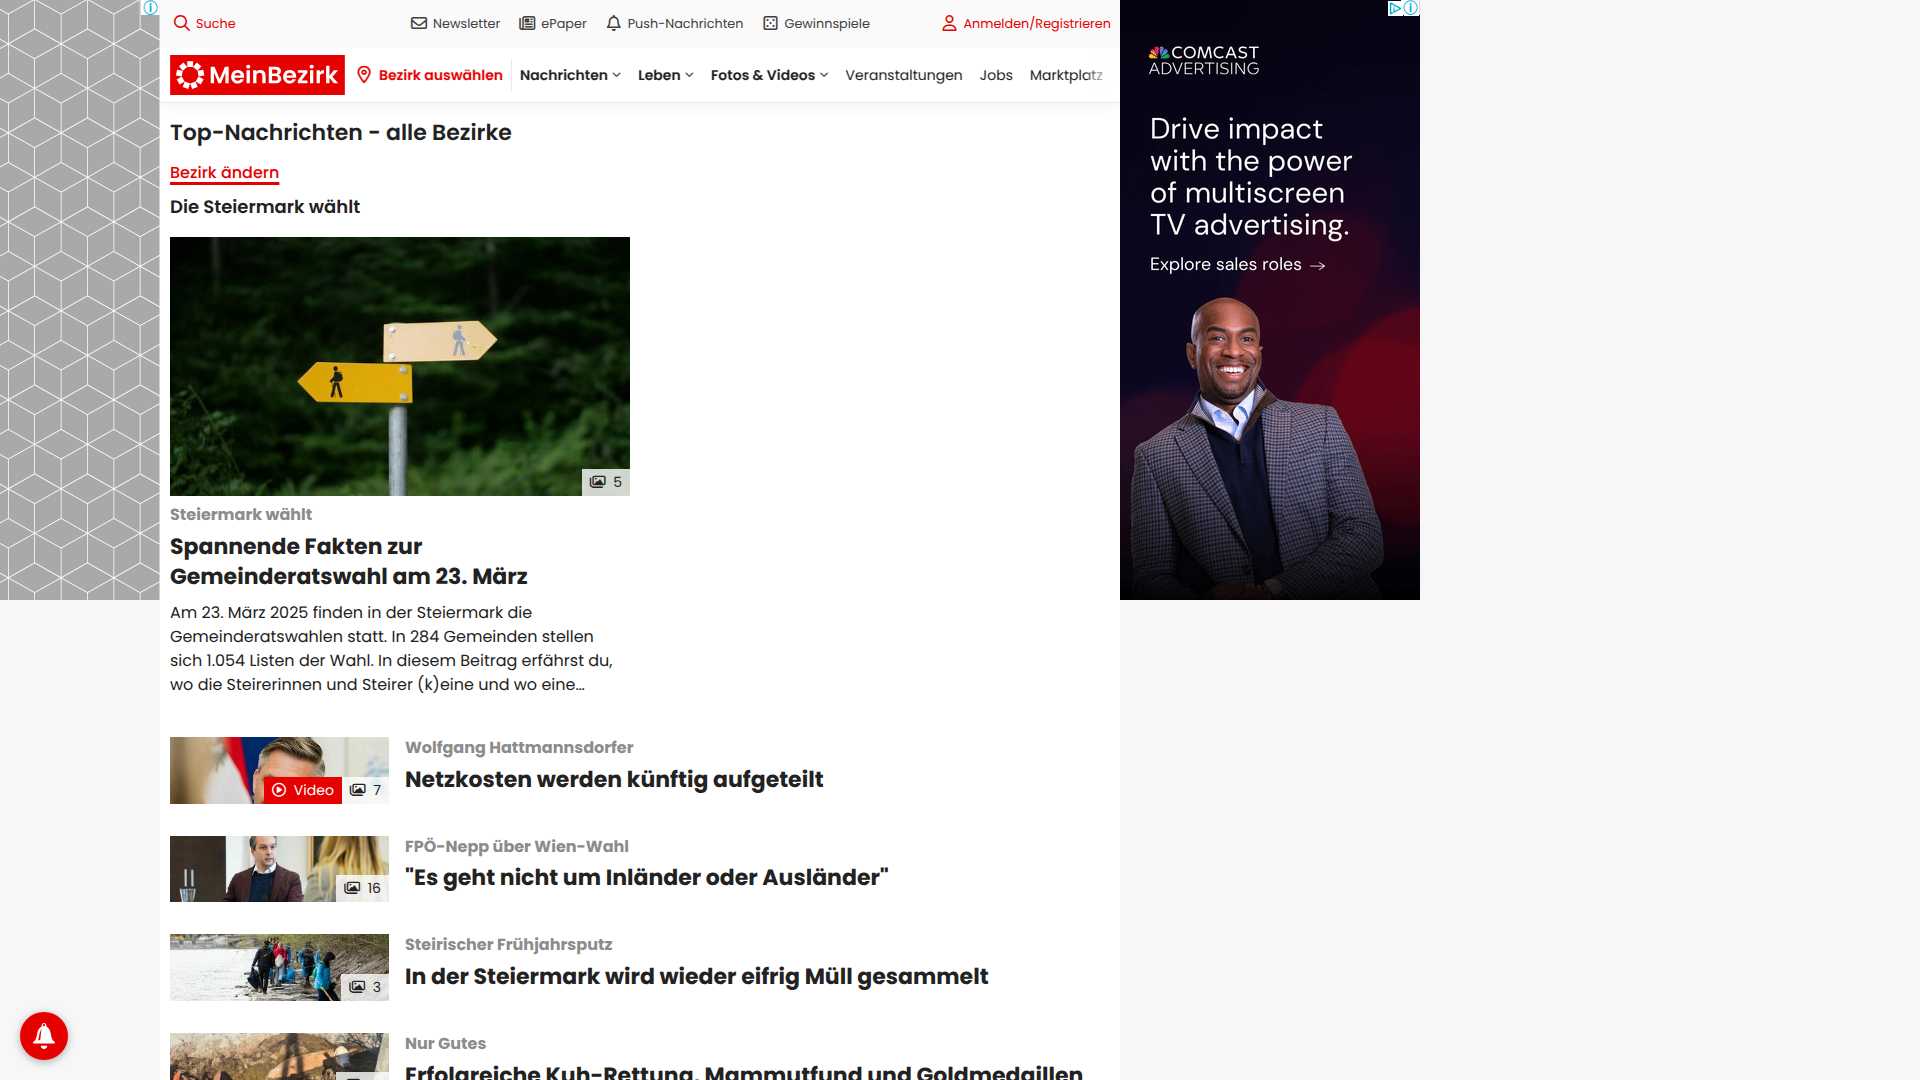 Suche
Newsletter
ePaper
Push-Nachrichten
Gewinnspiele
Anmelden/Registrieren
MeinBezirk
Bezirk auswählen
Nachrichten
Leben
Fotos & Videos
Veranstaltungen
Jobs
Marktplatz
Top-Nachrichten - alle Bezirke
Bezirk ändern
Die Steiermark wählt
5
Steiermark wählt
Spannende Fakten zur
Gemeinderatswahl am 23. März
Am 23. März 2025 finden in der Steiermark die
Gemeinderatswahlen statt. In 284 Gemeinden stellen
sich 1.054 Listen der Wahl. In diesem Beitrag erfährst du,
wo die Steirerinnen und Steirer (k)eine und wo eine...
Video
7
Wolfgang Hattmannsdorfer
Netzkosten werden künftig aufgeteilt
16
FPÖ-Nepp über Wien-Wahl
"Es geht nicht um Inländer oder Ausländer"
3
Steirischer Frühjahrsputz
In der Steiermark wird wieder eifrig Müll gesammelt
Nur Gutes
Erfolgreiche Kuh-Rettung, Mammutfund und Goldmedaillen
COMCAST
ADVERTISING
Drive impact
with the power
of multiscreen
TV advertising.
Explore sales roles →